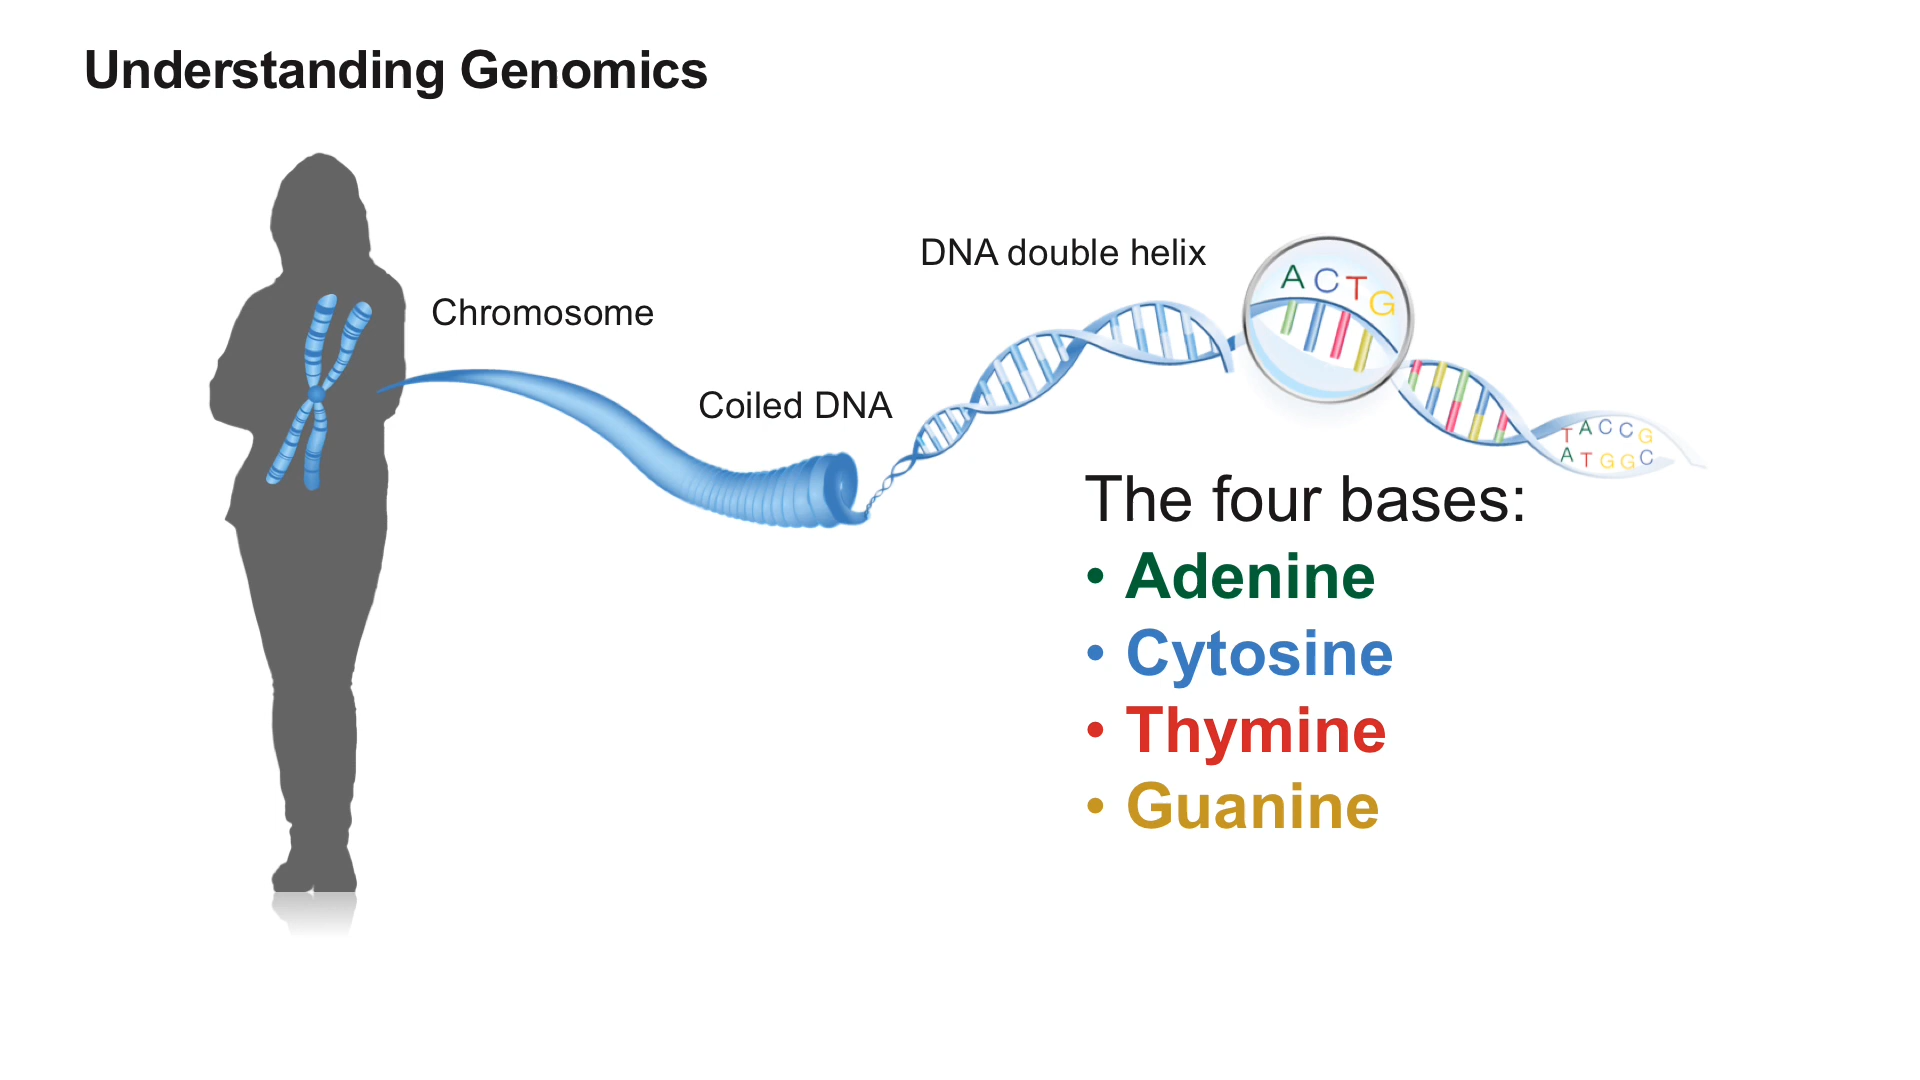 Understanding Genomics
DNA double helix
A C T G
Chromosome
Coiled DNA
T A C C G
A T G G C
The four bases:
• Adenine
• Cytosine
• Thymine
• Guanine